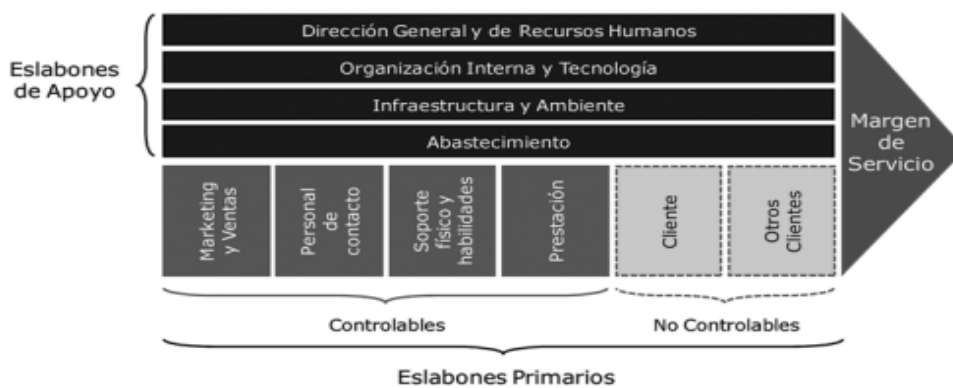 Dirección General y de Recursos Humanos
Organización Interna y Tecnología
Infraestructura y Ambiente
Abastecimiento
Eslabones
de Apoyo
Marketing
y Ventas
Personal
de
contacto
Soporte
físico y
habilidades
Prestación
Cliente
Otros
Clientes
Margen
de
Servicio
Controlables
No Controlables
Eslabones Primarios